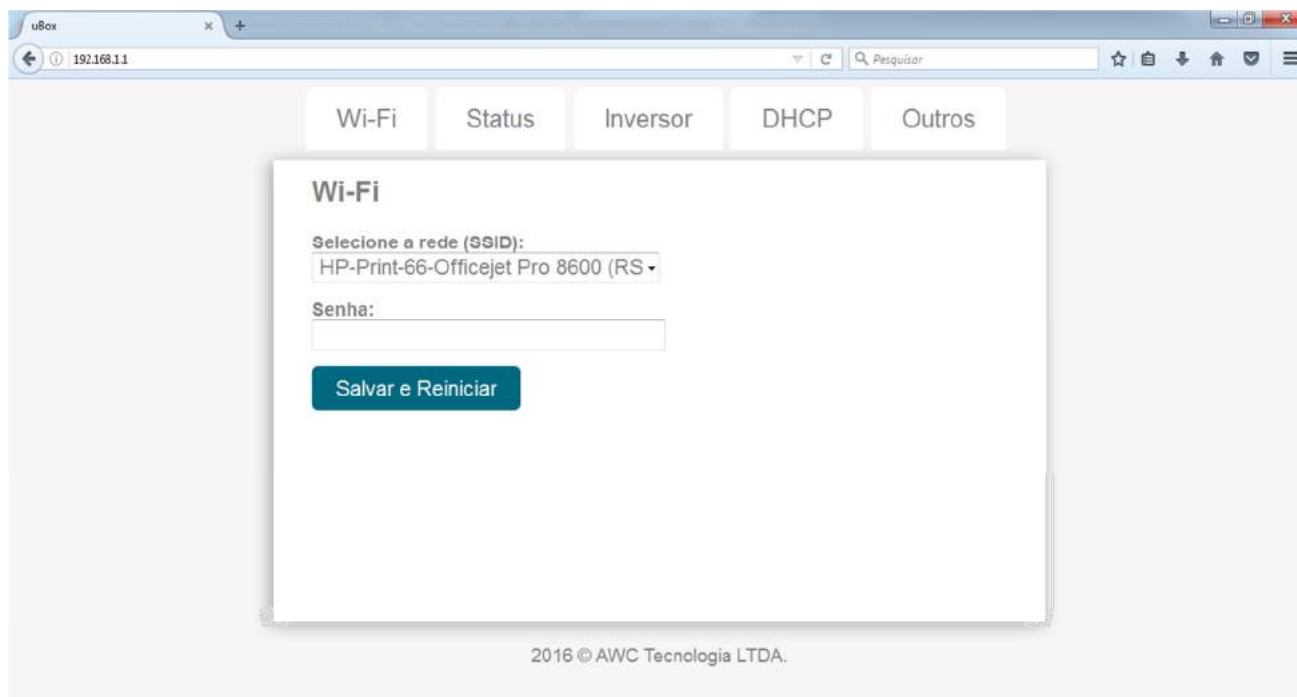 uBox
192.168.1.1
Pesquisar
Wi-Fi Status Inversor DHCP Outros
Wi-Fi
Selecione a rede (SSID):
HP-Print-66-Officejet Pro 8600 (RS
Senha:
Salvar e Reiniciar
2016 © AWC Tecnologia LTDA.